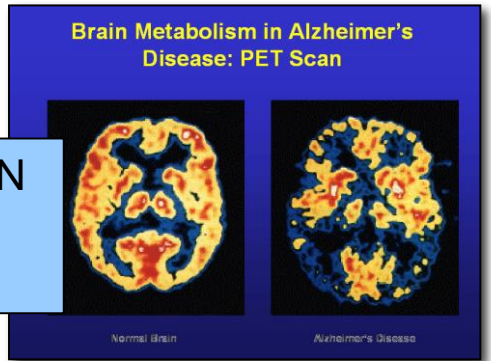 Brain Metabolism in Alzheimer's
Disease: PET Scan
N
Normal Brain
Alzheimer's Disease